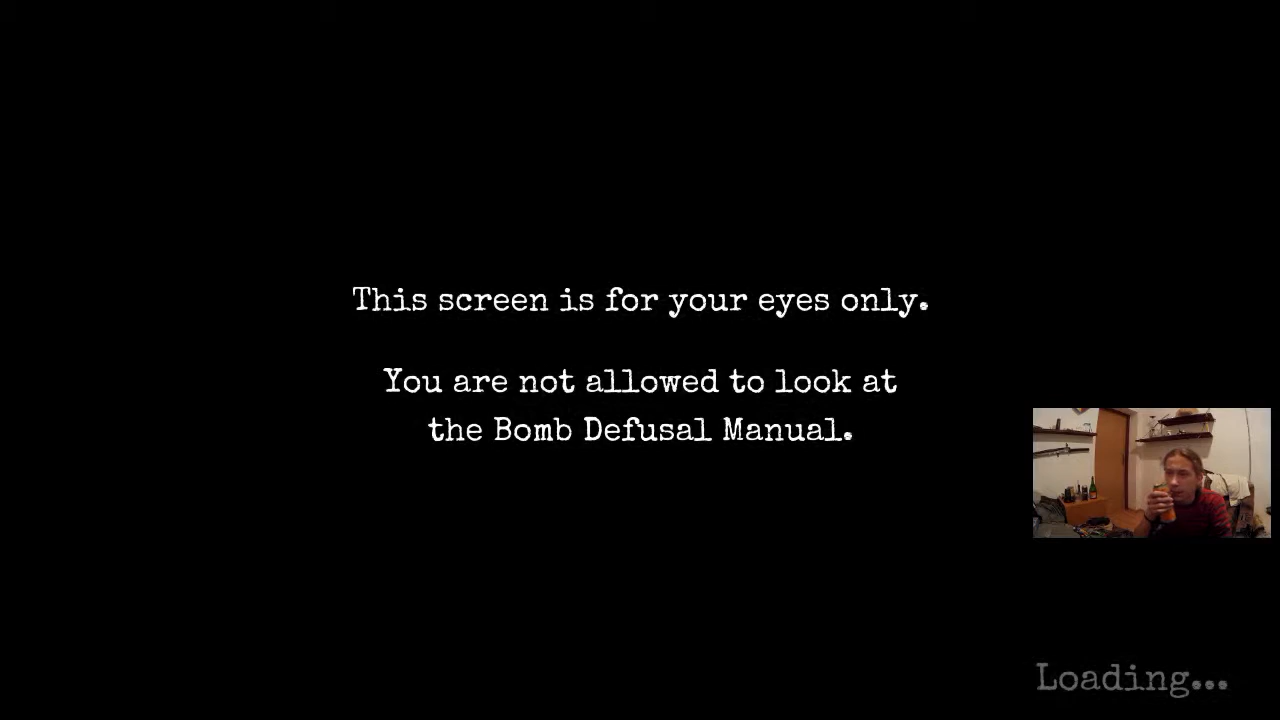 This screen is for your eyes only.
You are not allowed to look at
the Bomb Defusal Manual.
Loading...